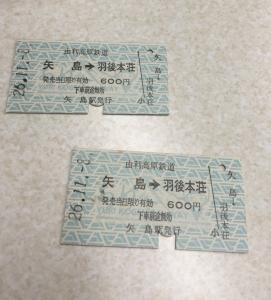 26.11.-8
由利高原鉄道
矢島→羽後本荘
発売当日限り有効 600円
下車前途無効
矢島駅発行
小
矢島
↓
羽後本荘
26.11.-8
由利高原鉄道
矢島→羽後本荘
発売当日限り有効 600円
下車前途無効
矢島駅発行
小
矢島
↓
羽後本荘